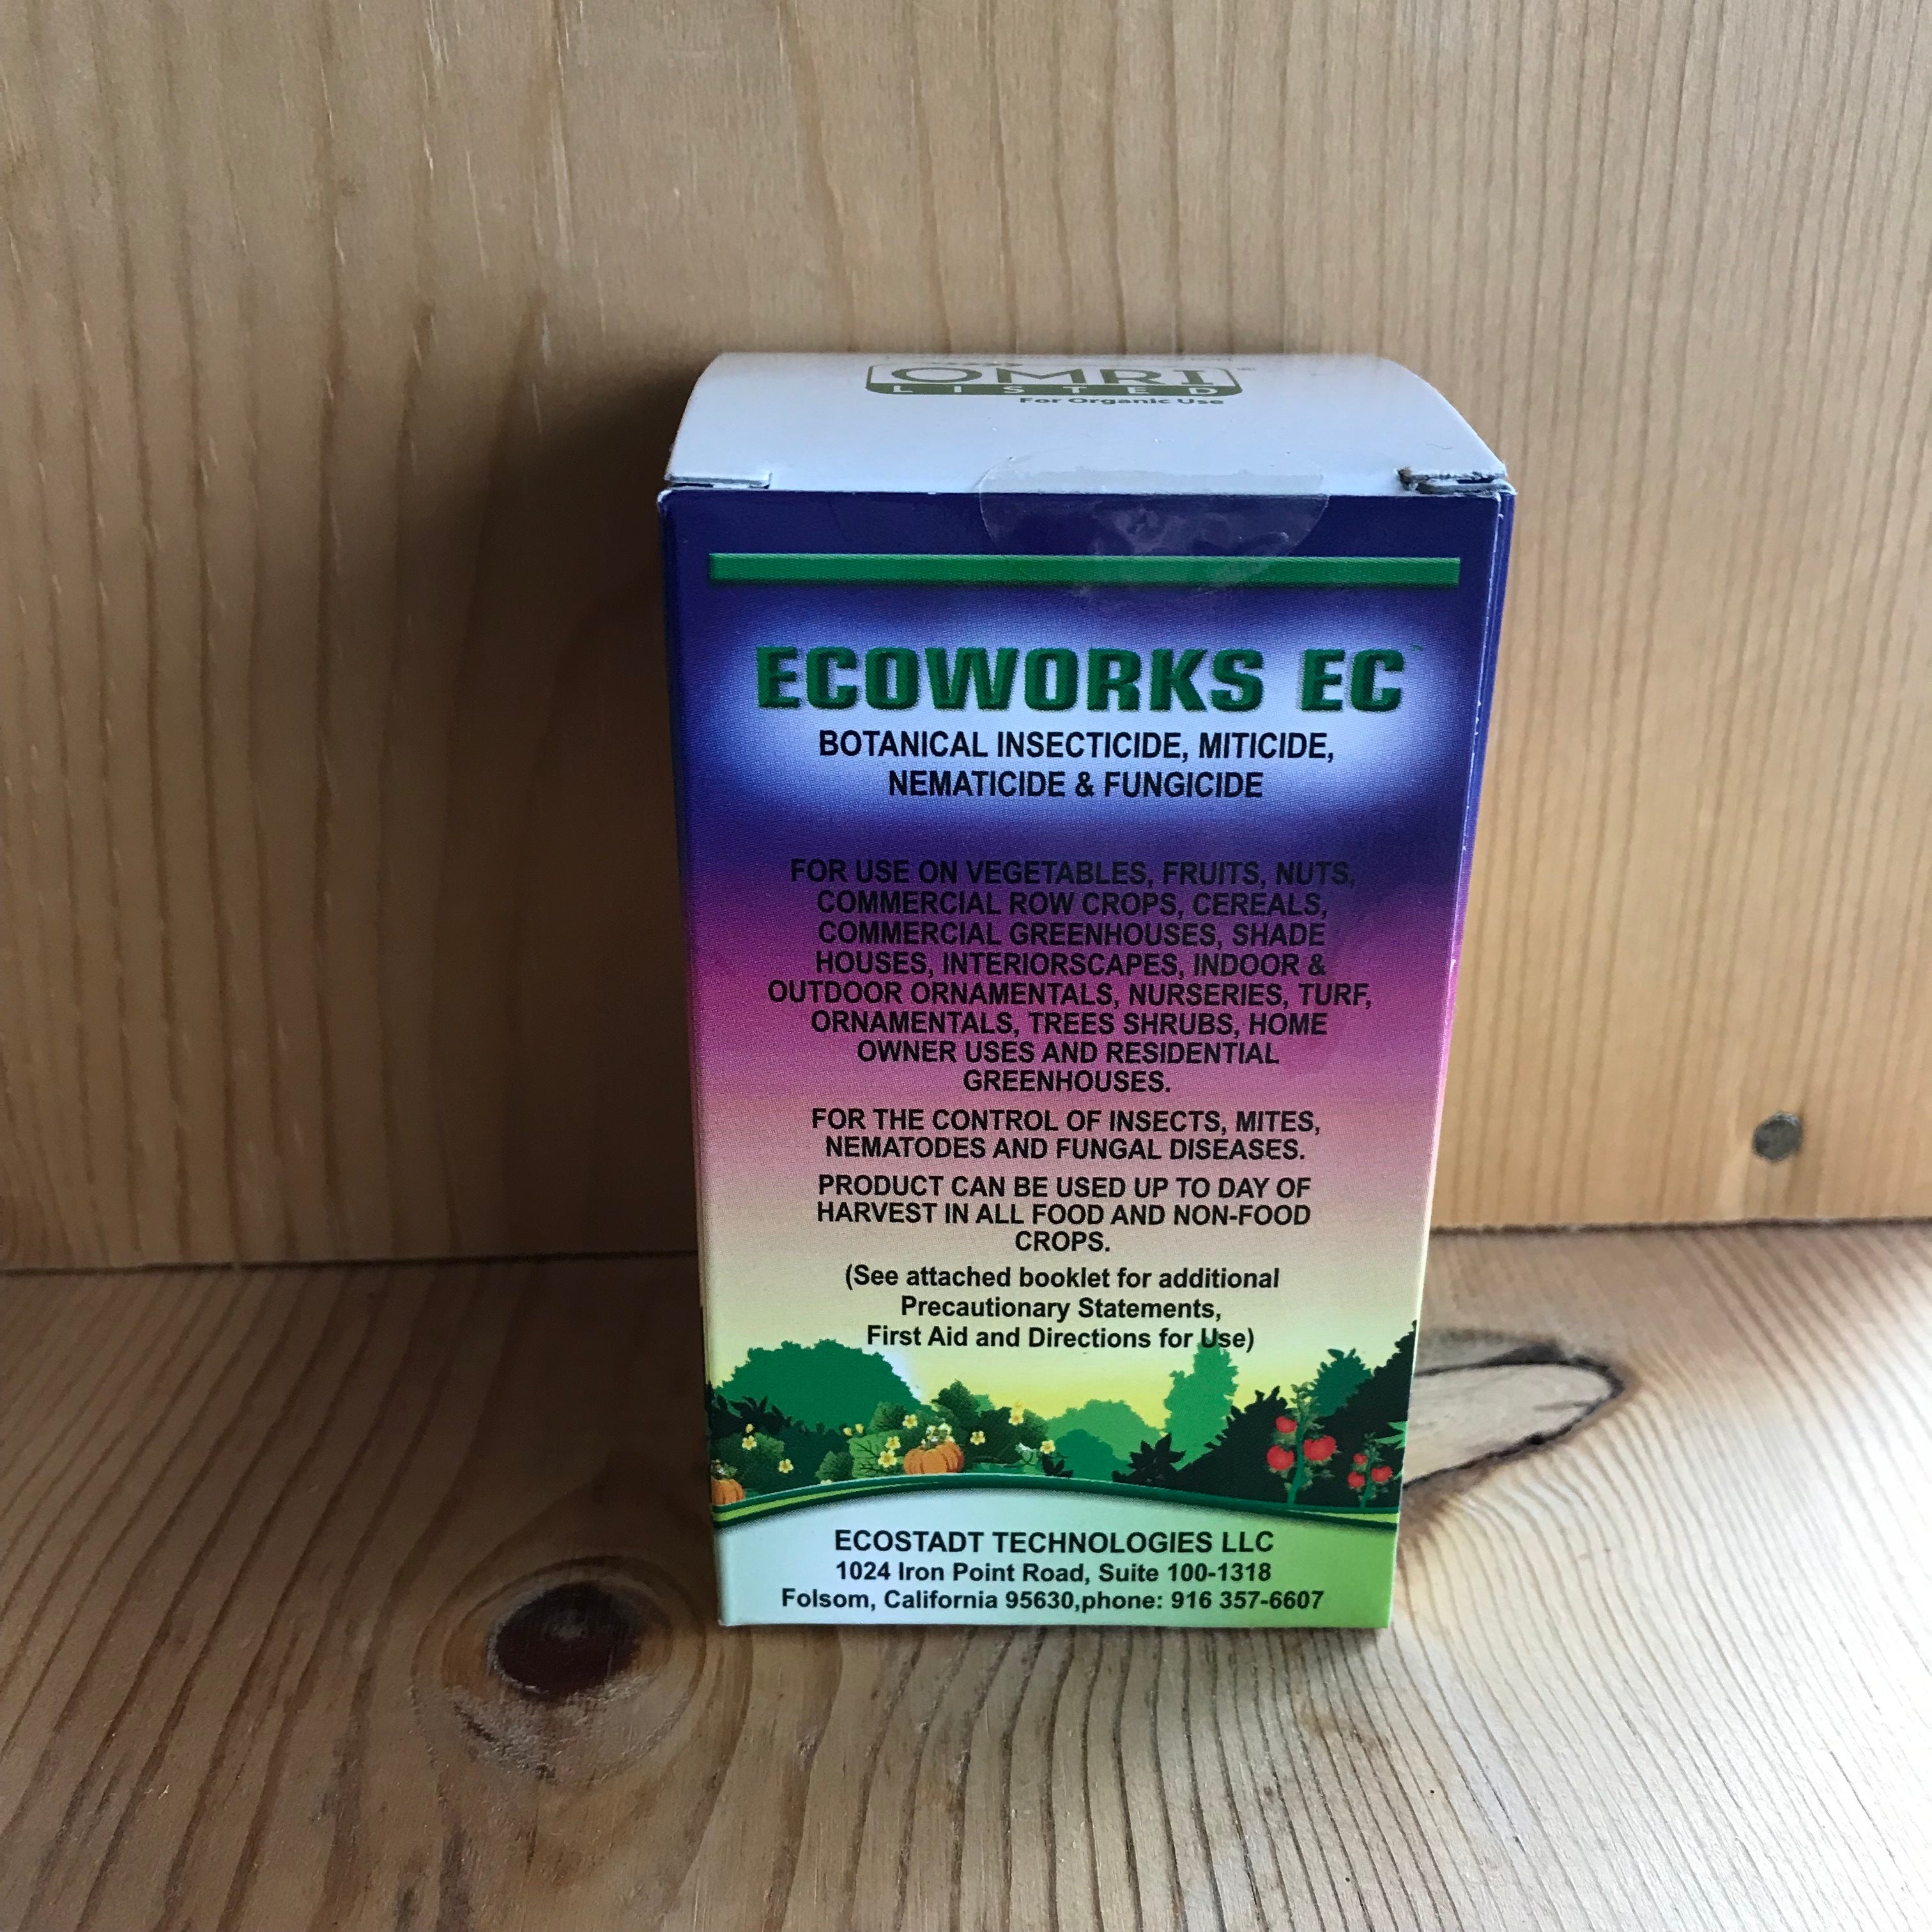 OMRI ®
LISTED
For Organic Use
ECOWORKS EC™
BOTANICAL INSECTICIDE, MITICIDE,
NEMATICIDE & FUNGICIDE
FOR USE ON VEGETABLES, FRUITS, NUTS,
COMMERCIAL ROW CROPS, CEREALS,
COMMERCIAL GREENHOUSES, SHADE
HOUSES, INTERIORSCAPES, INDOOR &
OUTDOOR ORNAMENTALS, NURSERIES, TURF,
ORNAMENTALS, TREES SHRUBS, HOME
OWNER USES AND RESIDENTIAL
GREENHOUSES.
FOR THE CONTROL OF INSECTS, MITES,
NEMATODES AND FUNGAL DISEASES.
PRODUCT CAN BE USED UP TO DAY OF
HARVEST IN ALL FOOD AND NON-FOOD
CROPS.
(See attached booklet for additional
Precautionary Statements,
First Aid and Directions for Use)
ECOSTADT TECHNOLOGIES LLC
1024 Iron Point Road, Suite 100-1318
Folsom, California 95630,phone: 916 357-6607